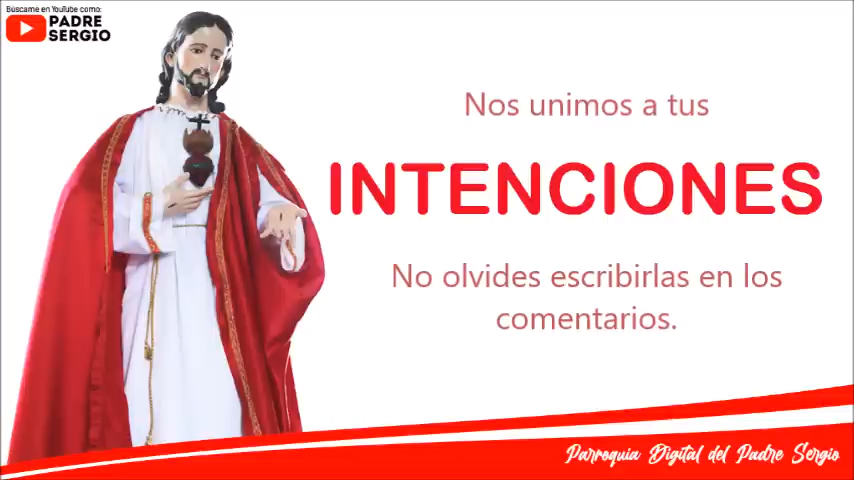 Búscame en YouTube como:
PADRE
SERGIO
Nos unimos a tus
INTENCIONES
No olvides escribirlas en los
comentarios.
Parroquia Digital del Padre Sergio